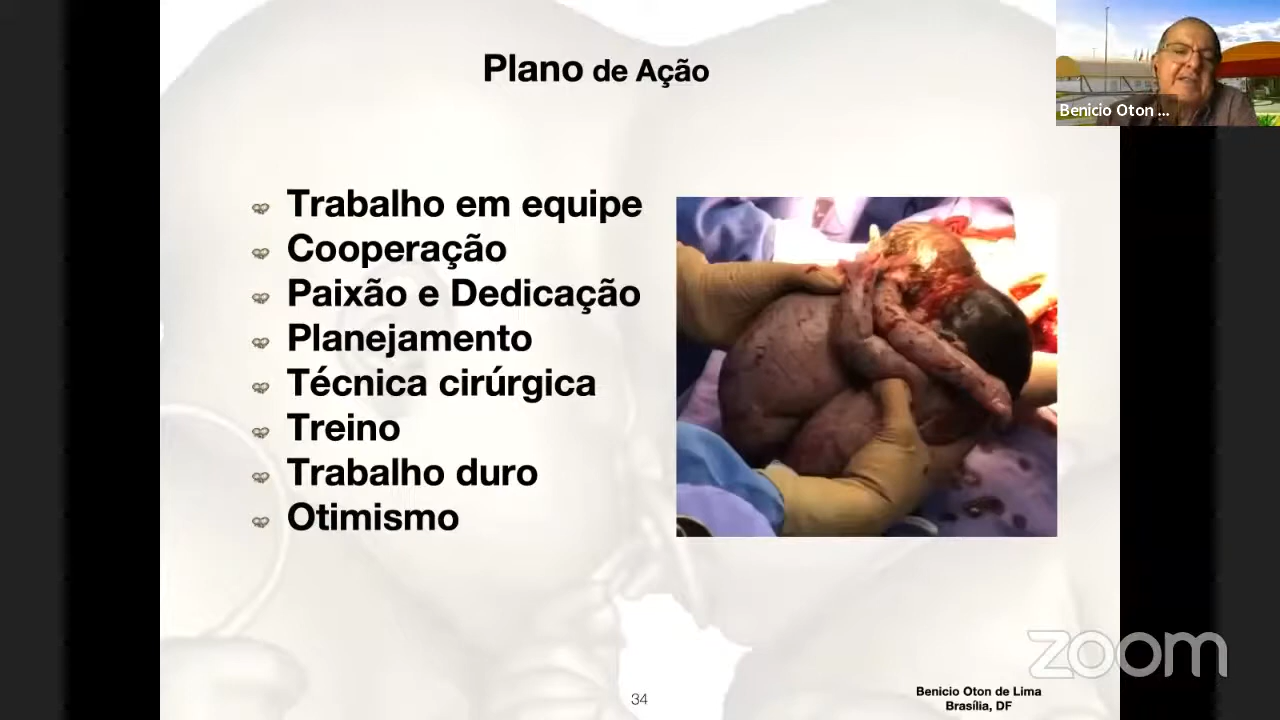 Plano de Ação
Benicio Oton ...
Trabalho em equipe
Cooperação
Paixão e Dedicação
Planejamento
Técnica cirúrgica
Treino
Trabalho duro
Otimismo
zoom
34
Benicio Oton de Lima
Brasília, DF